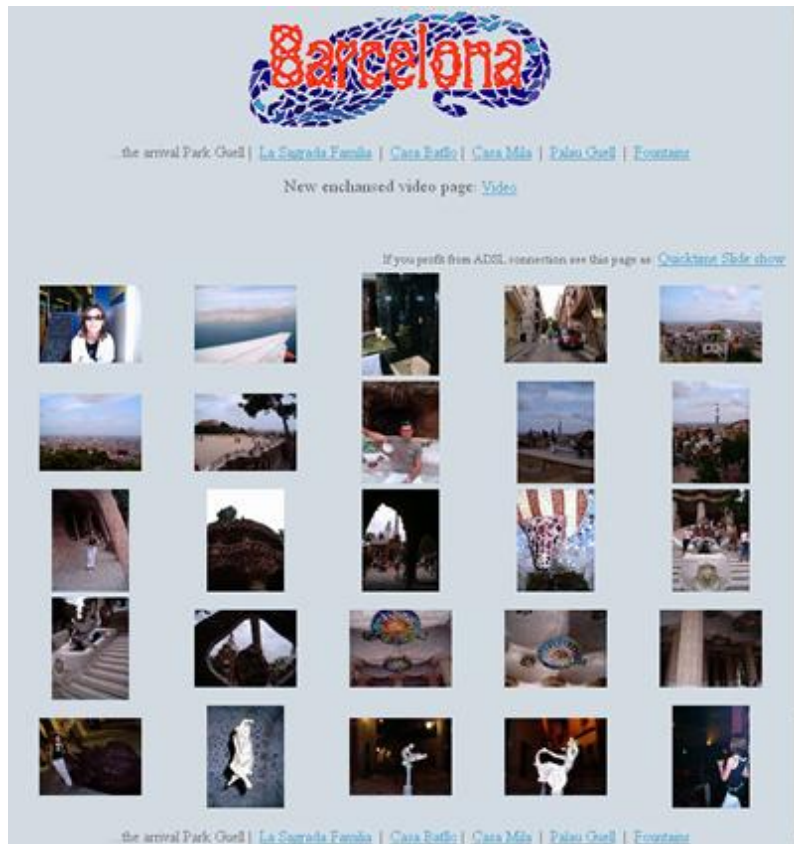 Barcelona
...the arrival Park Guell | La Sagrada Familia | Casa Batllo | Casa Mila | Palau Guell | Fountains
New enchansed video page: Video
If you profit from ADSL connection see this page as: Quicktime Slide show
...the arrival Park Guell | La Sagrada Familia | Casa Batllo | Casa Mila | Palau Guell | Fountains